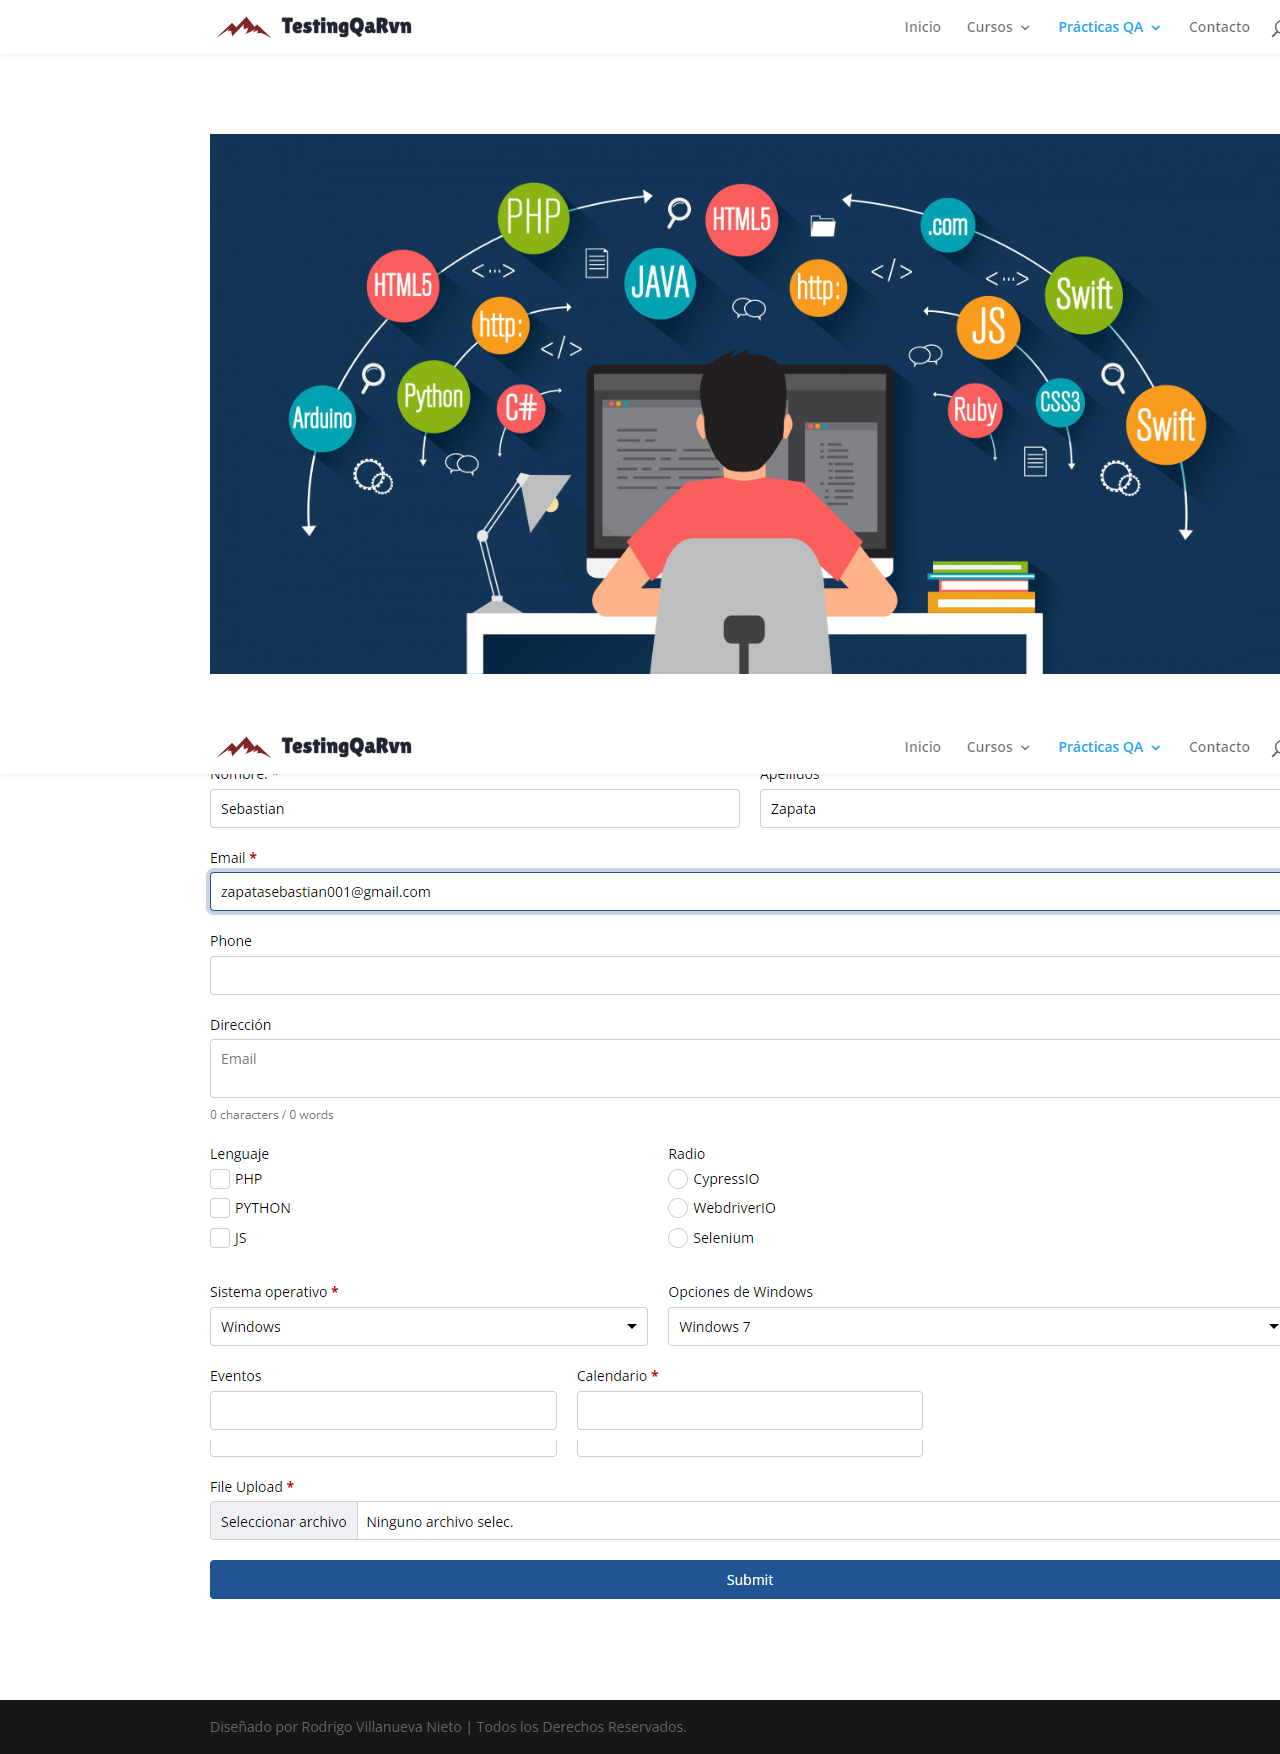 TestingQaRvn
Inicio Cursos Prácticas QA Contacto
PHP HTML5 .com
HTML5 JAVA http: Swift
http: JS
Python C# Ruby CSS3
Arduino Swift
TestingQaRvn
Inicio Cursos Prácticas QA Contacto
Nombre. * Apellidos
Sebastian Zapata
Email *
zapatasebastian001@gmail.com
Phone
Dirección
Email
0 characters / 0 words
Lenguaje Radio
PHP CypressIO
PYTHON WebdriverIO
JS Selenium
Sistema operativo * Opciones de Windows
Windows Windows 7
Eventos Calendario *
File Upload *
Seleccionar archivo Ninguno archivo selec.
Submit
Diseñado por Rodrigo Villanueva Nieto | Todos los Derechos Reservados.